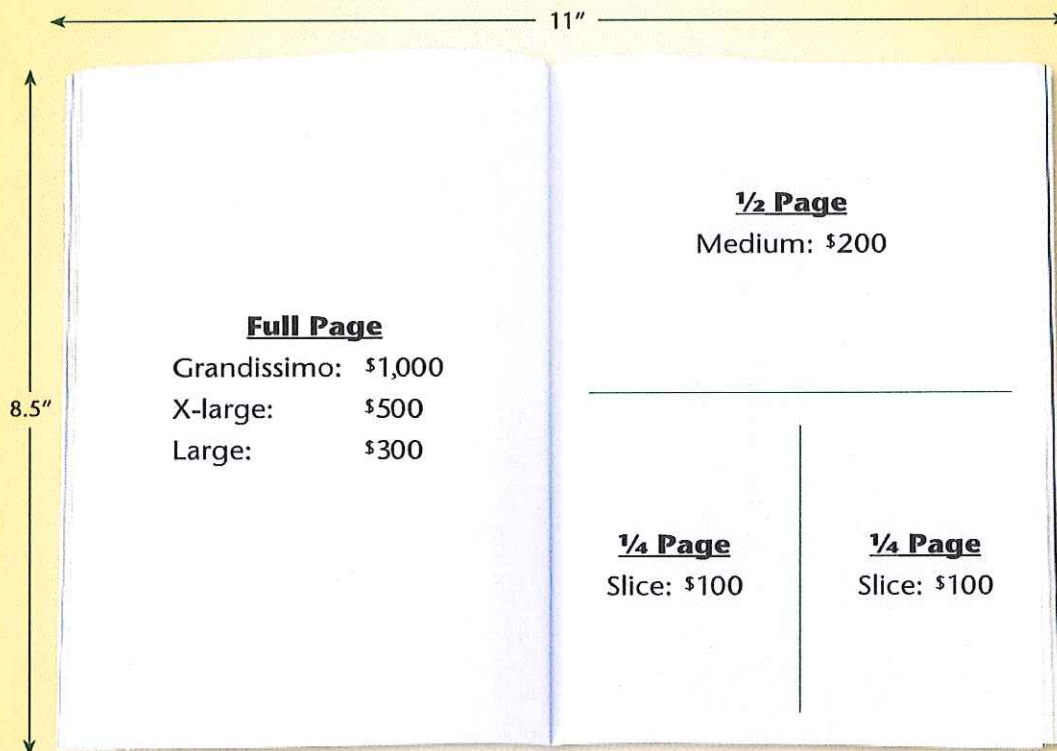 11"
8.5"
Full Page
Grandissimo: $1,000
X-large: $500
Large: $300
½ Page
Medium: $200
¼ Page
Slice: $100
¼ Page
Slice: $100